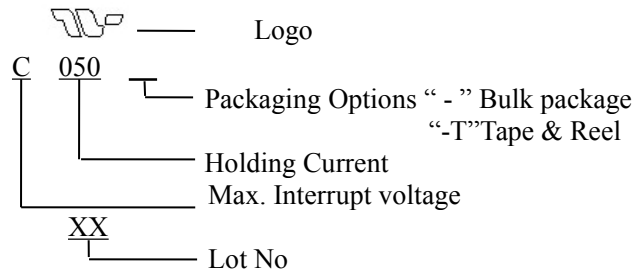 Logo
C 050
Packaging Options “ - ” Bulk package
“-T”Tape & Reel
Holding Current
Max. Interrupt voltage
XX
Lot No